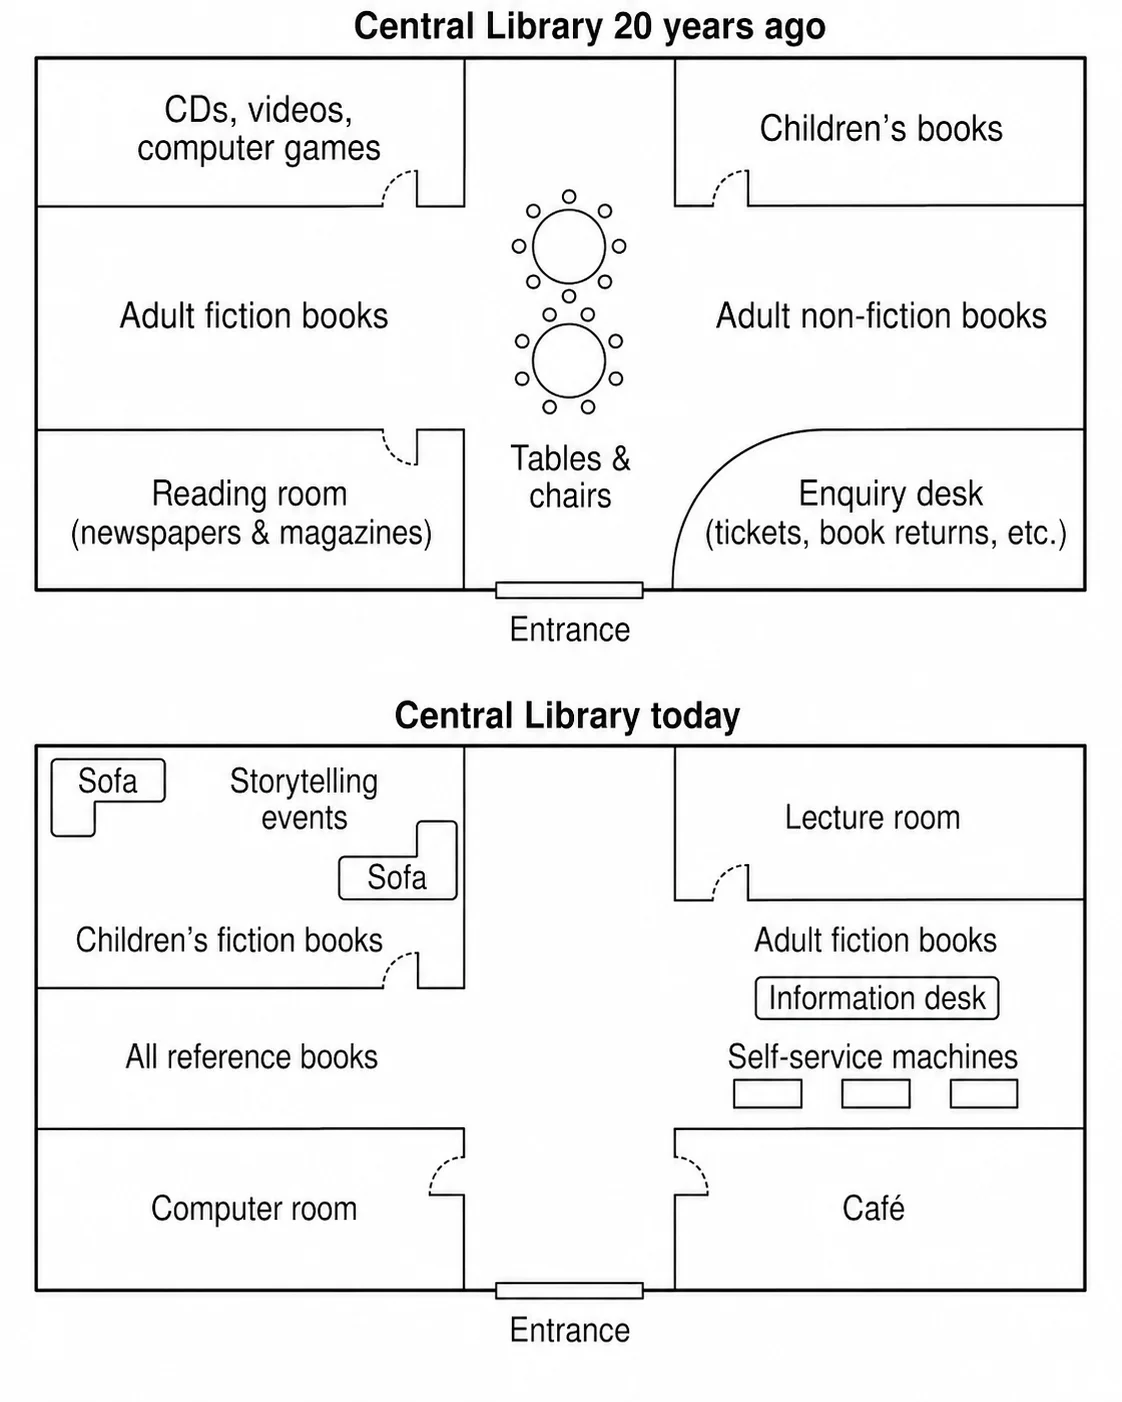 Central Library 20 years ago
CDs, videos,
computer games
Children's books
Adult fiction books
Adult non-fiction books
Tables &
chairs
Reading room
(newspapers & magazines)
Enquiry desk
(tickets, book returns, etc.)
Entrance
Central Library today
Sofa
Storytelling
events
Sofa
Children's fiction books
Lecture room
Adult fiction books
Information desk
All reference books
Self-service machines
Computer room
Café
Entrance